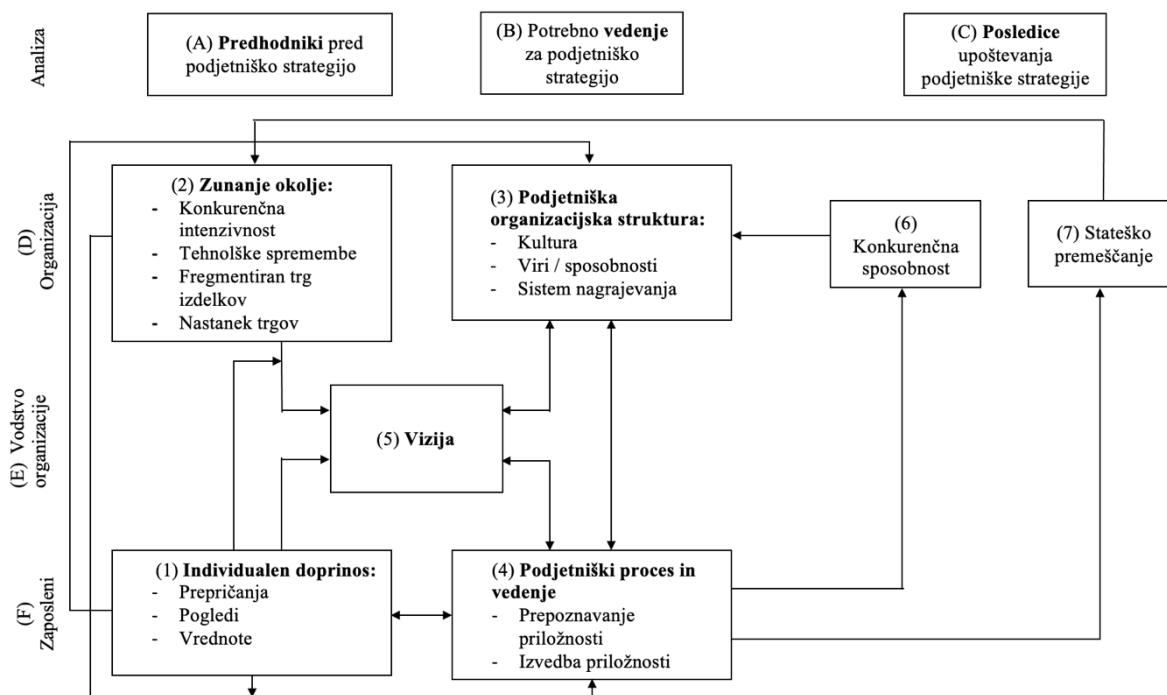 Analiza
(A) Predhodniki pred
podjetniško strategijo
(B) Potrebno vedenje
za podjetniško
strategijo
(C) Posledice
upoštevanja
podjetniške strategije
(D)
Organizacija
(2) Zunanje okolje:
- Konkurenčna
intenzivnost
- Tehnolške spremembe
- Fregmentiran trg
izdelkov
- Nastanek trgov
(3) Podjetniška
organizacijska struktura:
- Kultura
- Viri / sposobnosti
- Sistem nagrajevanja
(6)
Konkurenčna
sposobnost
(7) Stateško
premeščanje
(E) Vodstvo
organizacije
(5) Vizija
(F)
Zaposleni
(1) Individualen doprinos:
- Prepričanja
- Pogledi
- Vrednote
(4) Podjetniški proces in
vedenje
- Prepoznavanje
priložnosti
- Izvedba priložnosti